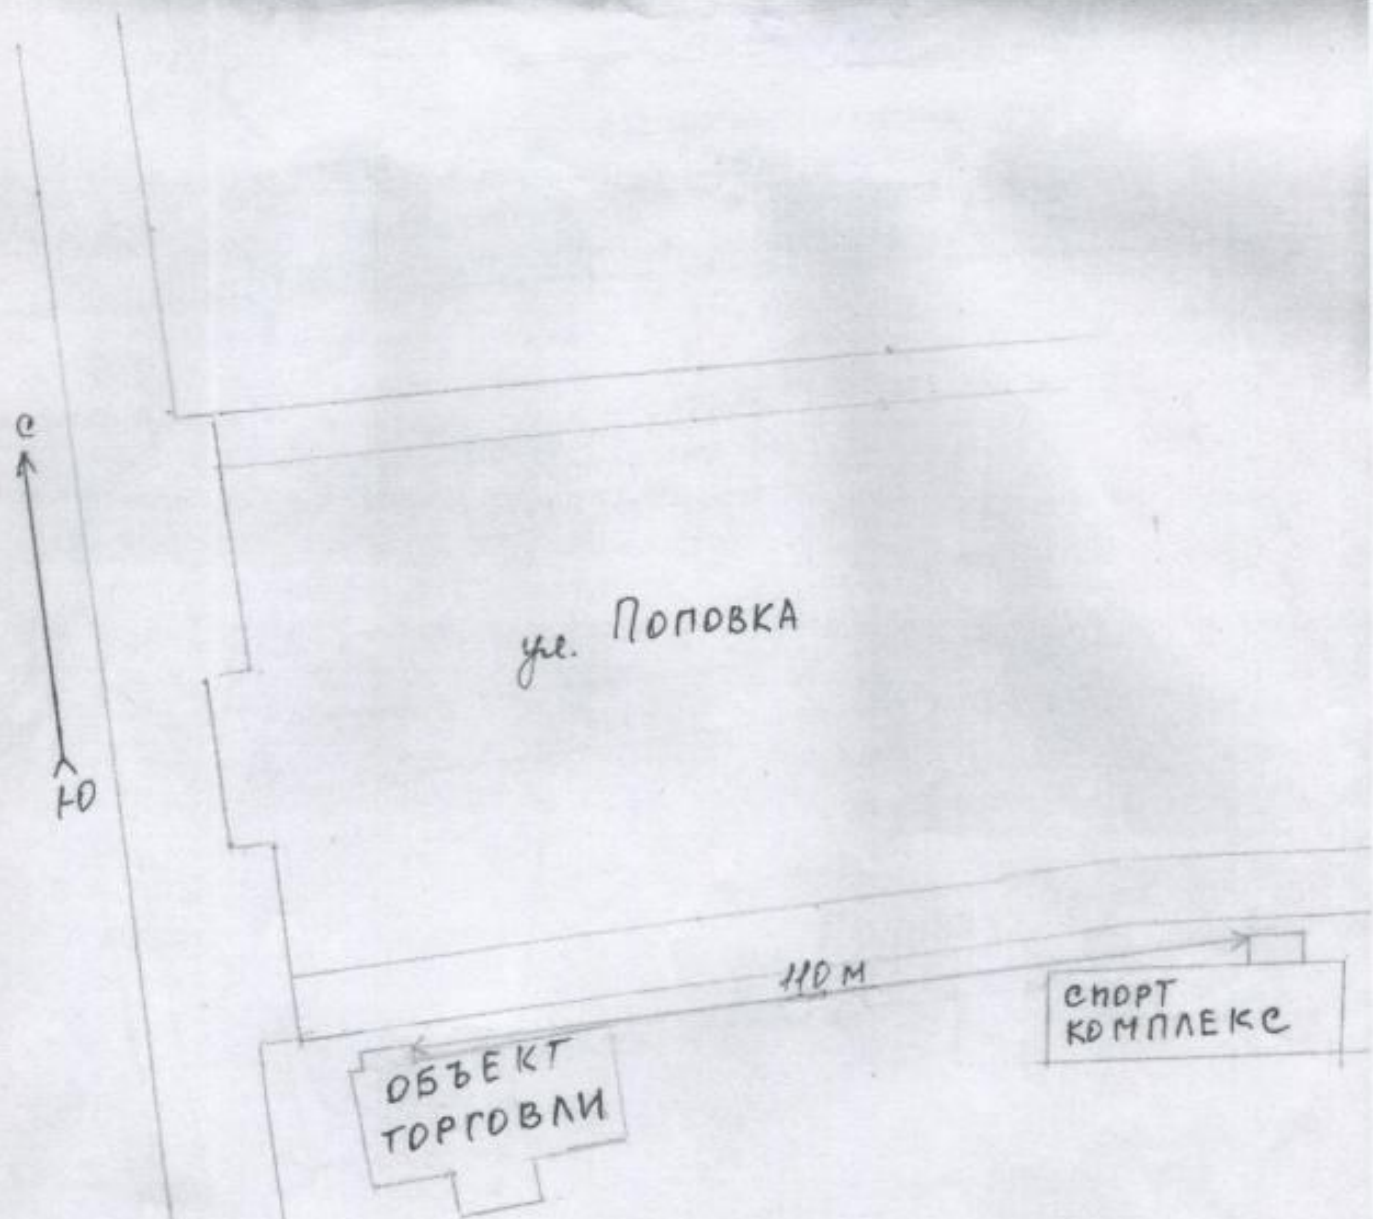 С
ул. Поповка
Ю
110 м
СПОРТ
КОМПЛЕКС
ОБЪЕКТ
ТОРГОВЛИ